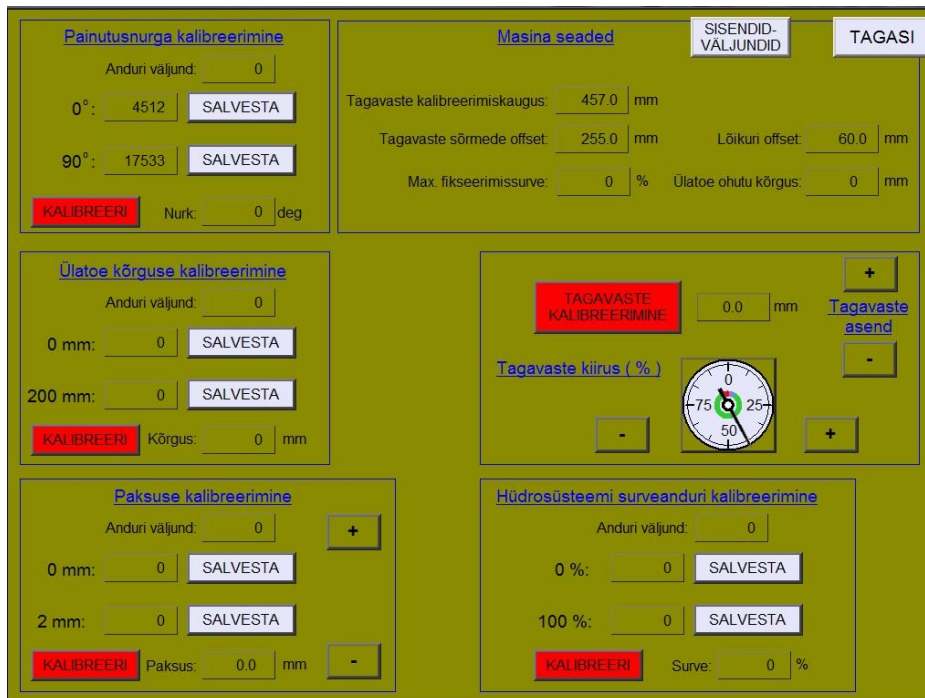 Painutusnurga kalibreerimine
Anduri väljund: 0
0°: 4512 SALVESTA
90°: 17533 SALVESTA
KALIBREERI Nurk: 0 deg
Masina seaded
SISENDID-
VÄLJUNDID
TAGASI
Tagavaste kalibreerimiskaugus: 457.0 mm
Tagavaste sõrmede offset: 255.0 mm Lõikuri offset: 60.0 mm
Max. fikseerimissurve: 0 % Ülatoe ohutu kõrgus: 0 mm
Ülatoe kõrguse kalibreerimine
Anduri väljund: 0
0 mm: 0 SALVESTA
200 mm: 0 SALVESTA
KALIBREERI Kõrgus: 0 mm
TAGAVASTE
KALIBREERIMINE
0.0 mm
+
Tagavaste
asend
-
Tagavaste kiirus ( % )
0
75 25
50
- +
Paksuse kalibreerimine
Anduri väljund: 0
+
0 mm: 0 SALVESTA
2 mm: 0 SALVESTA
KALIBREERI Paksus: 0.0 mm -
Hüdrosüsteemi surveanduri kalibreerimine
Anduri väljund: 0
0 %: 0 SALVESTA
100 %: 0 SALVESTA
KALIBREERI Surve: 0 %